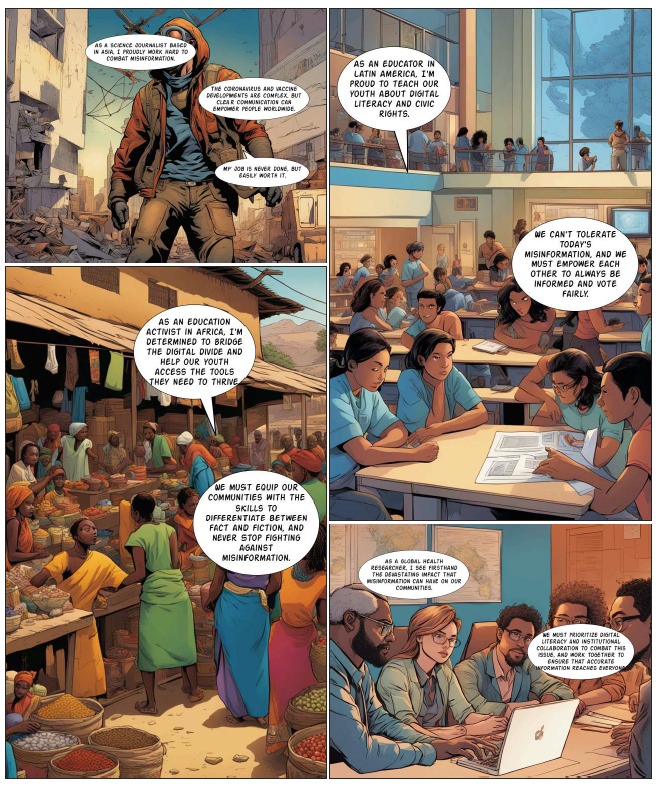 AS A SCIENCE JOURNALIST BASED
IN ASIA, I PROUDLY WORK HARD TO
COMBAT MISINFORMATION.
THE CORONAVIRUS AND VACCINE
DEVELOPMENTS ARE COMPLEX, BUT
CLEAR COMMUNICATION CAN
EMPOWER PEOPLE WORLDWIDE.
MY JOB IS NEVER DONE, BUT
EASILY WORTH IT.
AS AN EDUCATOR IN
LATIN AMERICA, I'M
PROUD TO TEACH OUR
YOUTH ABOUT DIGITAL
LITERACY AND CIVIC
RIGHTS.
WE CAN'T TOLERATE
TODAY'S
MISINFORMATION, AND WE
MUST EMPOWER EACH
OTHER TO ALWAYS BE
INFORMED AND VOTE
FAIRLY.
AS AN EDUCATION
ACTIVIST IN AFRICA, I'M
DETERMINED TO BRIDGE
THE DIGITAL DIVIDE AND
HELP OUR YOUTH
ACCESS THE TOOLS
THEY NEED TO THRIVE
WE MUST EQUIP OUR
COMMUNITIES WITH THE
SKILLS TO
DIFFERENTIATE BETWEEN
FACT AND FICTION, AND
NEVER STOP FIGHTING
AGAINST
MISINFORMATION.
AS A GLOBAL HEALTH
RESEARCHER, I SEE FIRSTHAND
THE DEVASTATING IMPACT THAT
MISINFORMATION CAN HAVE ON OUR
COMMUNITIES.
WE MUST PRIORITIZE DIGITAL
LITERACY AND INSTITUTIONAL
COLLABORATION TO COMBAT THIS
ISSUE, AND WORK TOGETHER TO
ENSURE THAT ACCURATE
INFORMATION REACHES EVERYONE